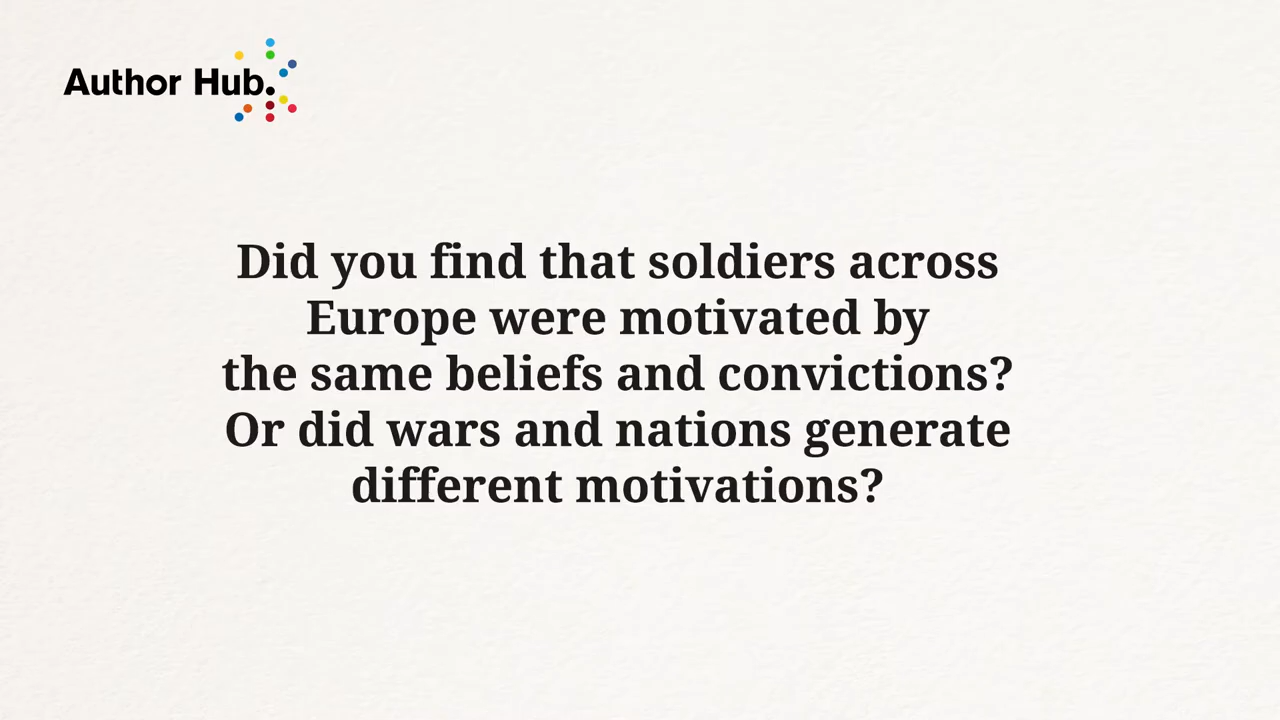 Author Hub.
Did you find that soldiers across
Europe were motivated by
the same beliefs and convictions?
Or did wars and nations generate
different motivations?